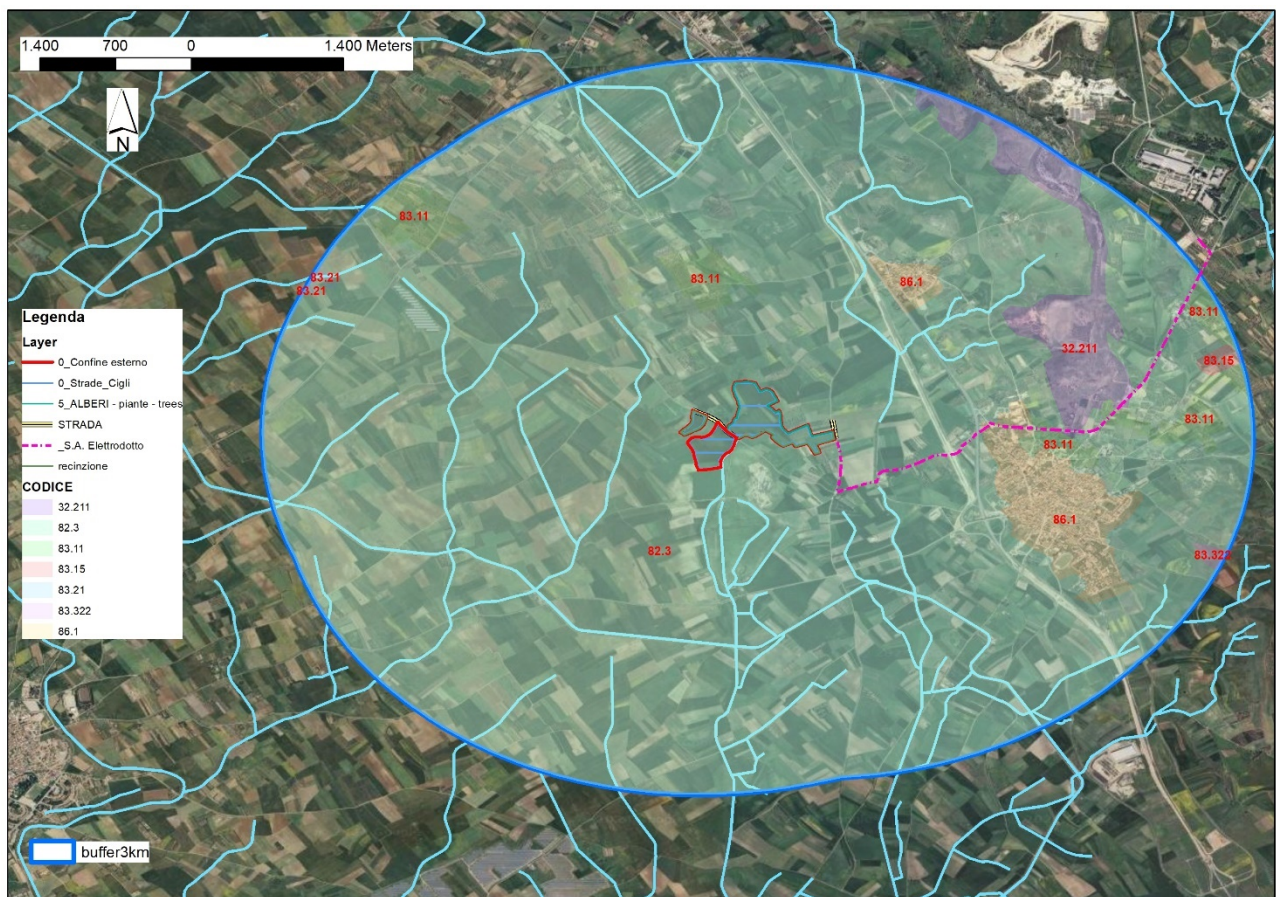 1.400 700 0 1.400 Meters
N
83.11
83.21
83.21
83.11
86.1
32.211
83.11
83.15
83.11
83.11
86.1
82.3
83.322
Legenda
Layer
0_Confine esterno
0_Strade_Cigli
5_ALBERI - piante - trees
STRADA
_S.A. Elettrodotto
recinzione
CODICE
32.211
82.3
83.11
83.15
83.21
83.322
86.1
buffer3km